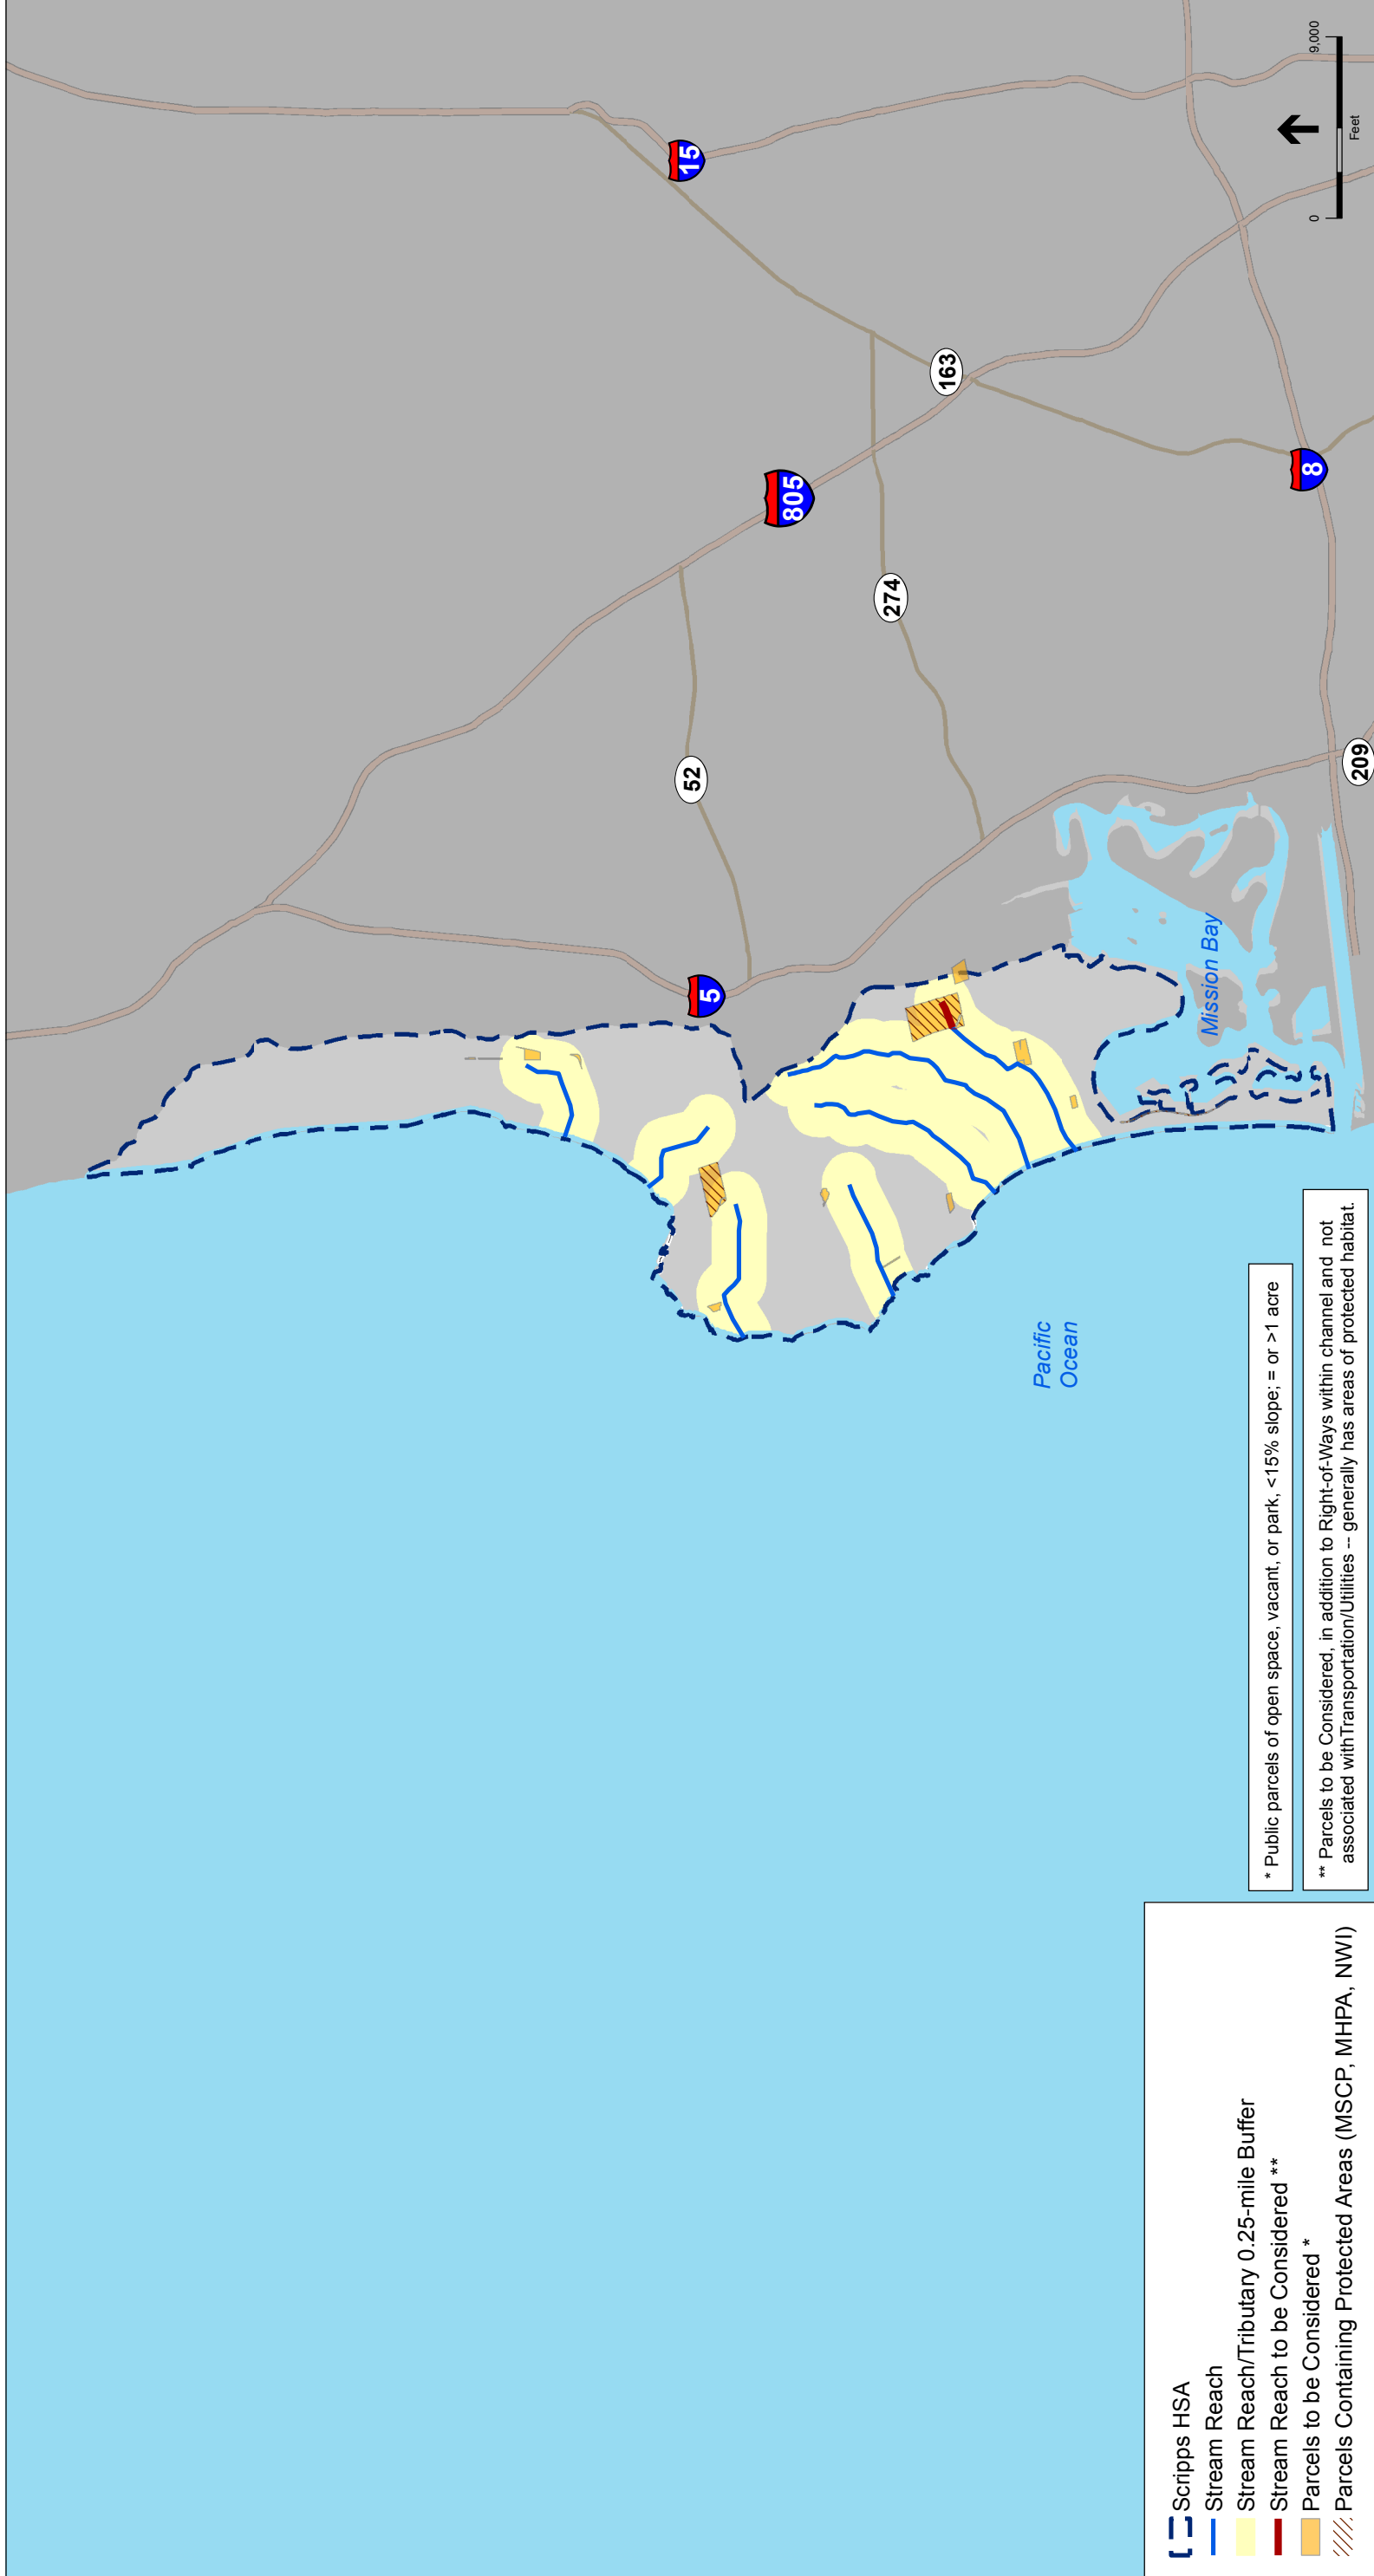 15
805
163
52
274
5
8
209
Mission Bay
Pacific
Ocean
0
9,000
Feet
* Public parcels of open space, vacant, or park, <15% slope; = or >1 acre
** Parcels to be Considered, in addition to Right-of-Ways within channel and not
associated withTransportation/Utilities -- generally has areas of protected habitat.
Scripps HSA
Stream Reach
Stream Reach/Tributary 0.25-mile Buffer
Stream Reach to be Considered **
Parcels to be Considered *
Parcels Containing Protected Areas (MSCP, MHPA, NWI)